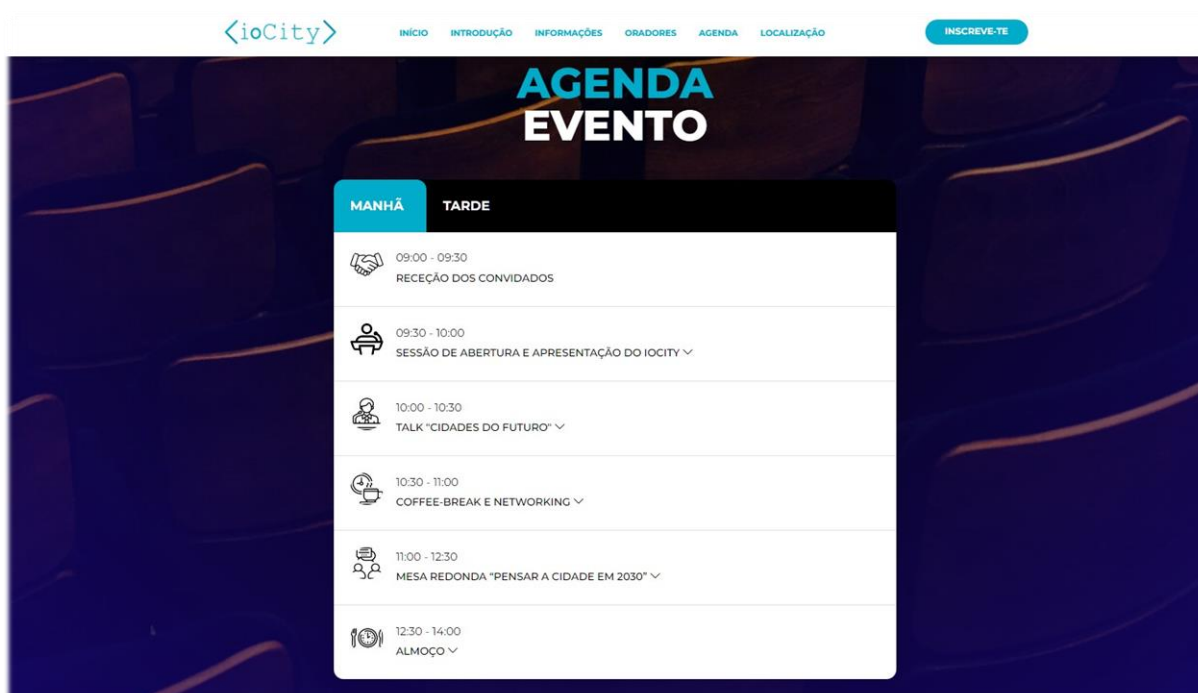 <ioCity>
INÍCIO INTRODUÇÃO INFORMAÇÕES ORADORES AGENDA LOCALIZAÇÃO
INSCREVE-TE
AGENDA
EVENTO
MANHÃ TARDE
09:00 - 09:30
RECEÇÃO DOS CONVIDADOS
09:30 - 10:00
SESSÃO DE ABERTURA E APRESENTAÇÃO DO IOCITY
10:00 - 10:30
TALK "CIDADES DO FUTURO"
10:30 - 11:00
COFFEE-BREAK E NETWORKING
11:00 - 12:30
MESA REDONDA "PENSAR A CIDADE EM 2030"
12:30 - 14:00
ALMOÇO